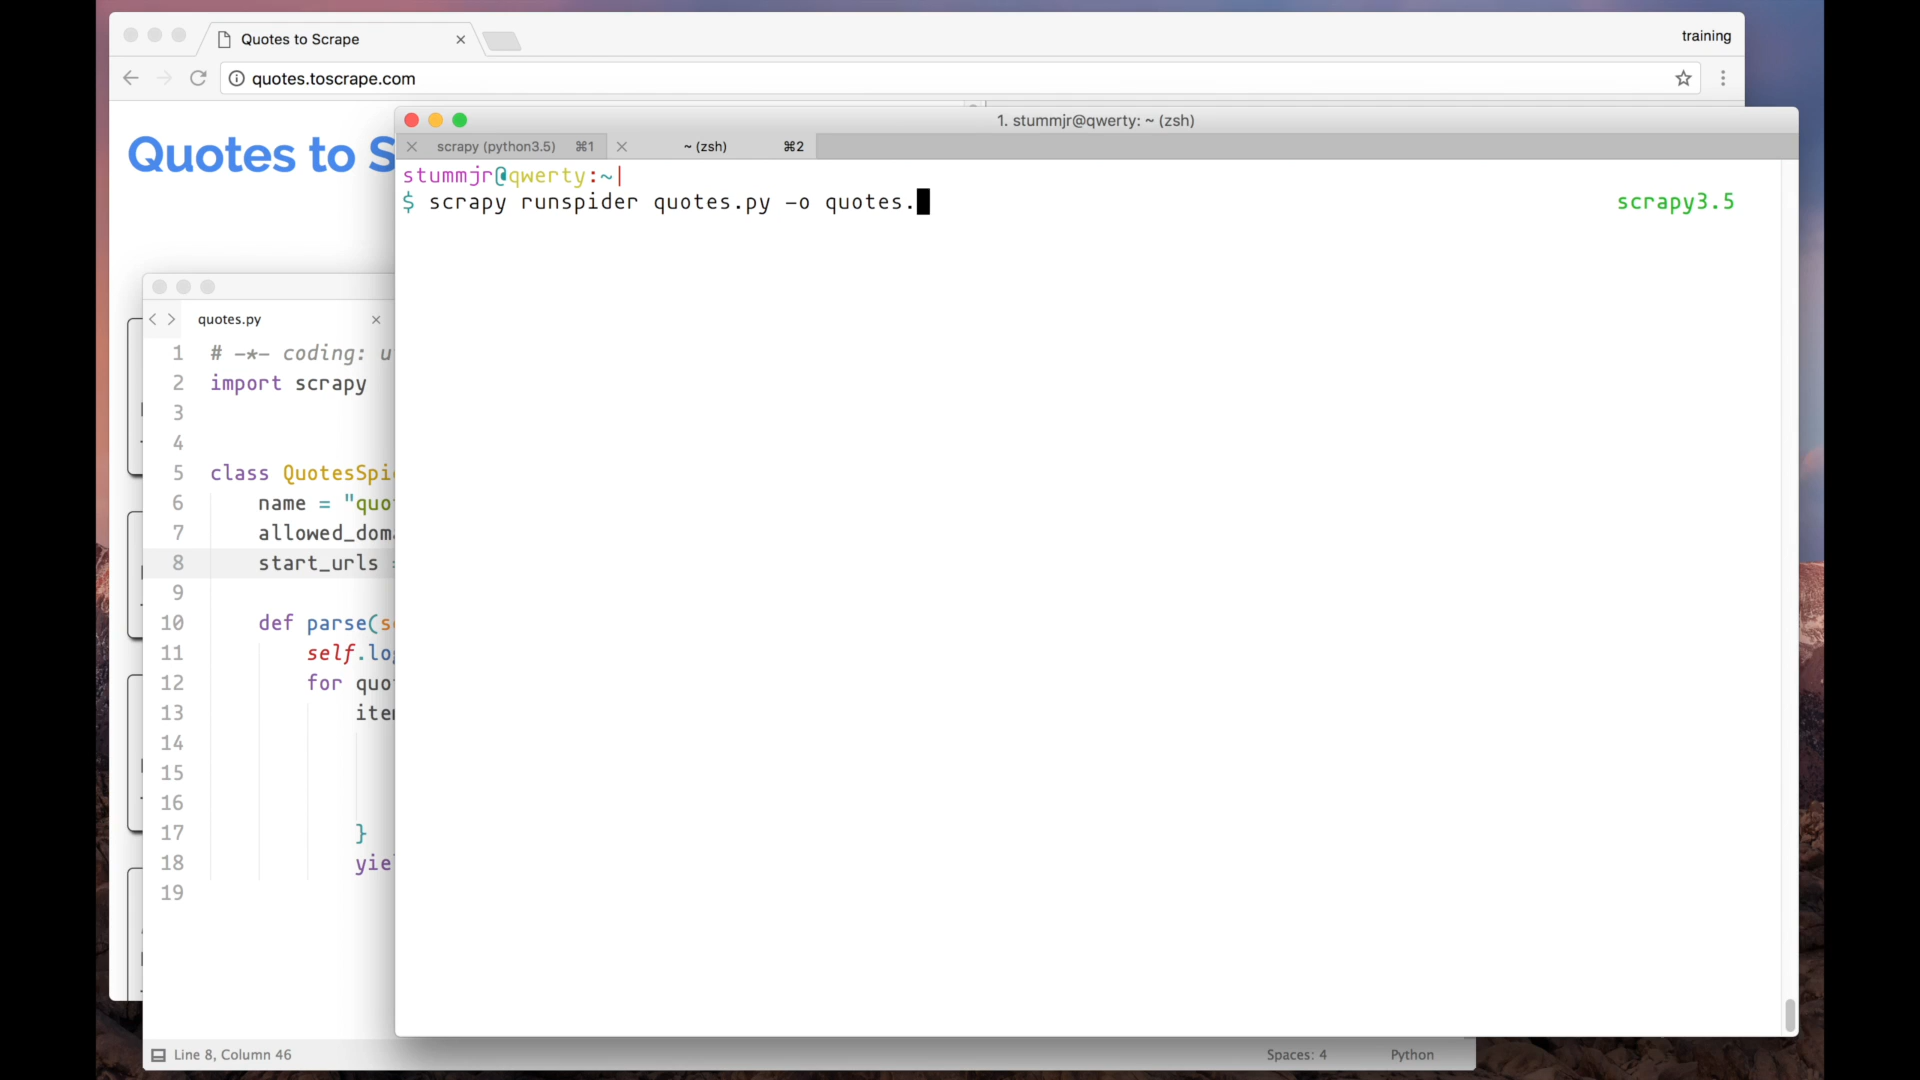 Quotes to Scrape
training
quotes.toscrape.com
Quotes to S
1. stummjr@qwerty: ~ (zsh)
scrapy (python3.5) ⌘1
~ (zsh) ⌘2
stummjr@qwerty:~|
$ scrapy runspider quotes.py -o quotes.
scrapy3.5
quotes.py
1 # -*- coding: u
2 import scrapy
3
4
5 class QuotesSpi
6 name = "quo
7 allowed_dom
8 start_urls
9
10 def parse(s
11 self.lo
12 for quo
13 ite
14
15
16
17 }
18 yie
19
Line 8, Column 46
Spaces: 4
Python